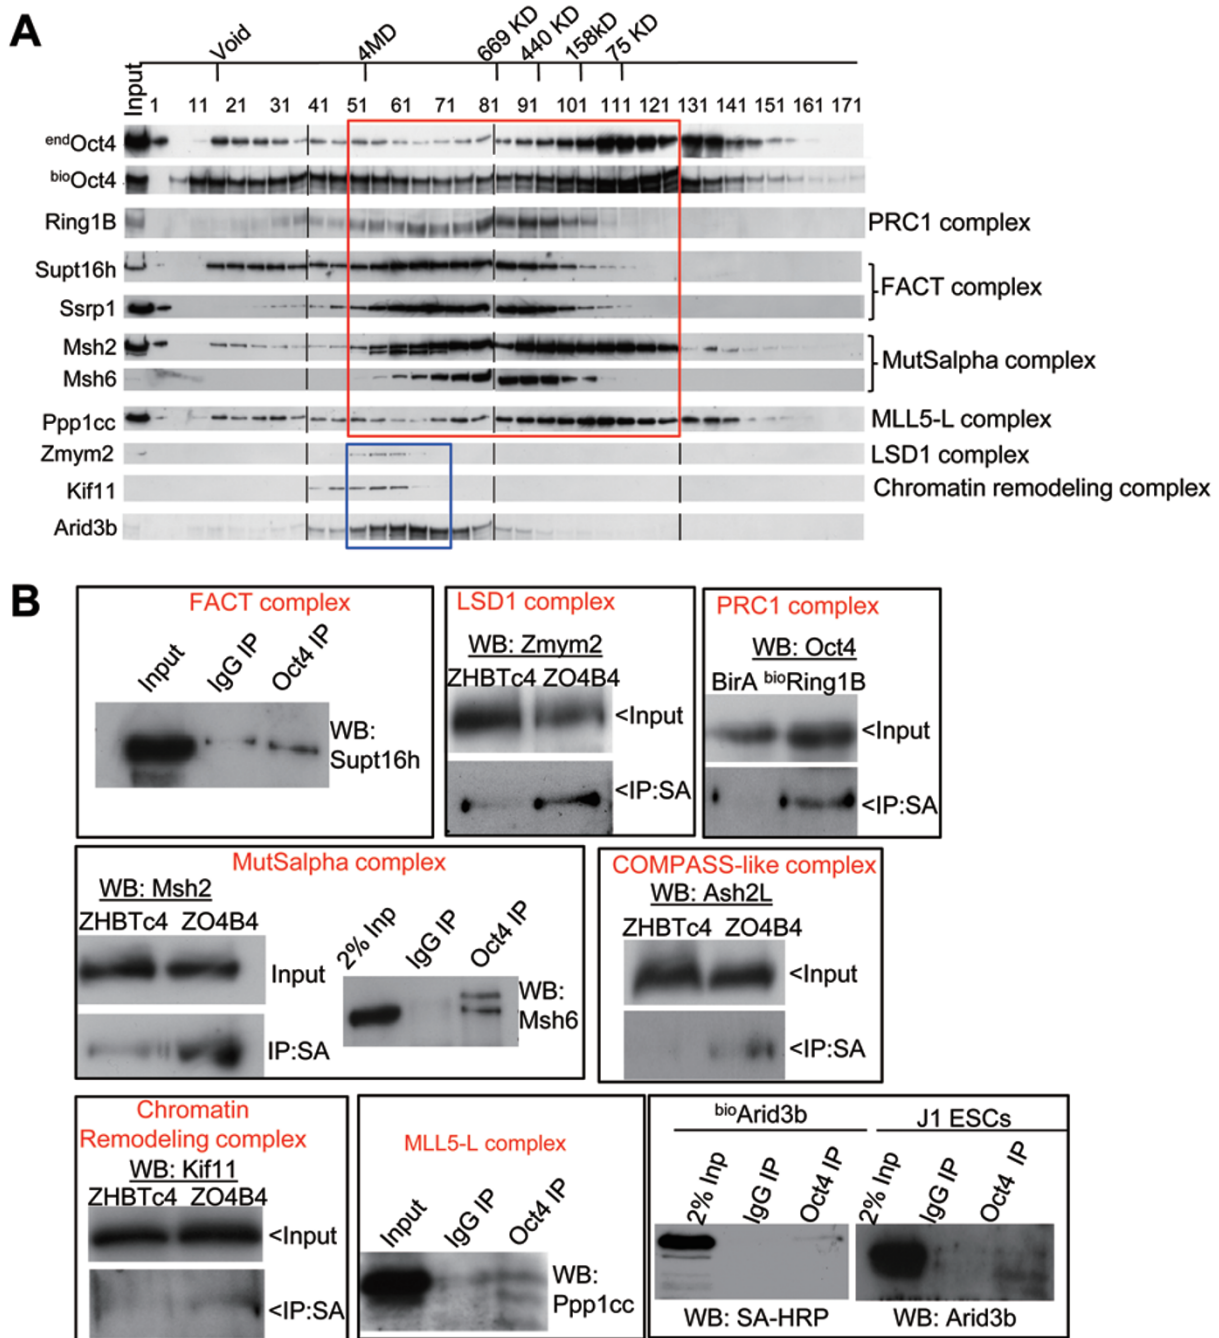 A
Void 4MD 669 KD 440 KD 158kD 75 KD
Input 1 11 21 31 41 51 61 71 81 91 101 111 121 131 141 151 161 171
endOct4
bioOct4
Ring1B PRC1 complex
Supt16h
FACT complex
Ssrp1
Msh2
MutSalpha complex
Msh6
Ppp1cc MLL5-L complex
Zmym2 LSD1 complex
Kif11 Chromatin remodeling complex
Arid3b
B
FACT complex
Input IgG IP Oct4 IP
WB:
Supt16h
LSD1 complex
WB: Zmym2
ZHBTc4 ZO4B4
<Input
<IP:SA
PRC1 complex
WB: Oct4
BirA bioRing1B
<Input
<IP:SA
MutSalpha complex
WB: Msh2
ZHBTc4 ZO4B4
Input
IP:SA
2% Inp IgG IP Oct4 IP
WB:
Msh6
COMPASS-like complex
WB: Ash2L
ZHBTc4 ZO4B4
<Input
<IP:SA
Chromatin
Remodeling complex
WB: Kif11
ZHBTc4 ZO4B4
<Input
<IP:SA
MLL5-L complex
Input IgG IP Oct4 IP
WB:
Ppp1cc
bioArid3b J1 ESCs
2% Inp IgG IP Oct4 IP 2% Inp IgG IP Oct4 IP
WB: SA-HRP WB: Arid3b